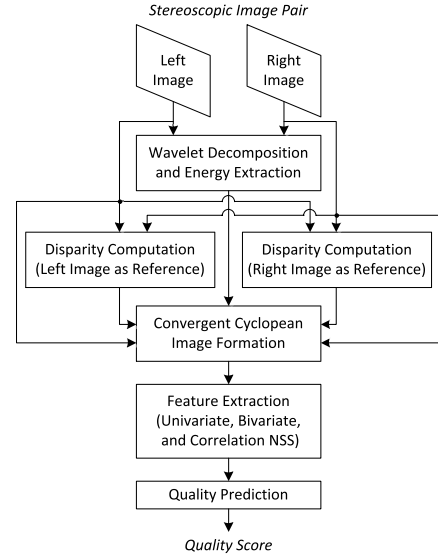 Stereoscopic Image Pair
Left
Image
Right
Image
Wavelet Decomposition
and Energy Extraction
Disparity Computation
(Left Image as Reference)
Disparity Computation
(Right Image as Reference)
Convergent Cyclopean
Image Formation
Feature Extraction
(Univariate, Bivariate,
and Correlation NSS)
Quality Prediction
Quality Score